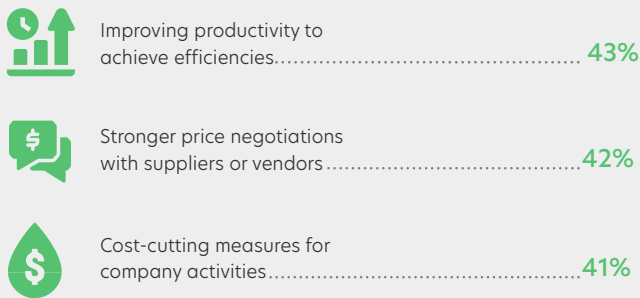 Improving productivity to
achieve efficiencies.......................................................... 43%
$
Stronger price negotiations
with suppliers or vendors................................................ 42%
$
Cost-cutting measures for
company activities........................................................... 41%